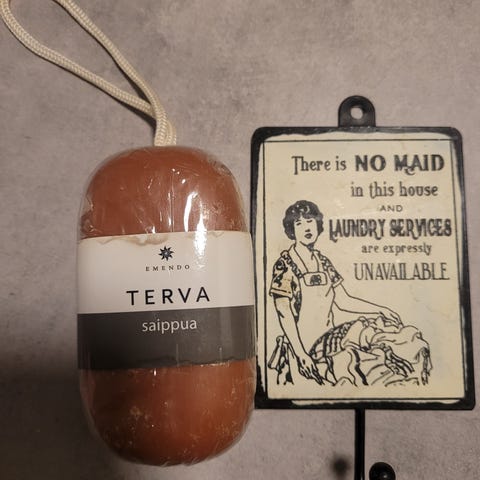 EMENDO
TERVA
saippua
There is NO MAID
in this house
AND
LAUNDRY SERVICES
are expressly
UNAVAILABLE